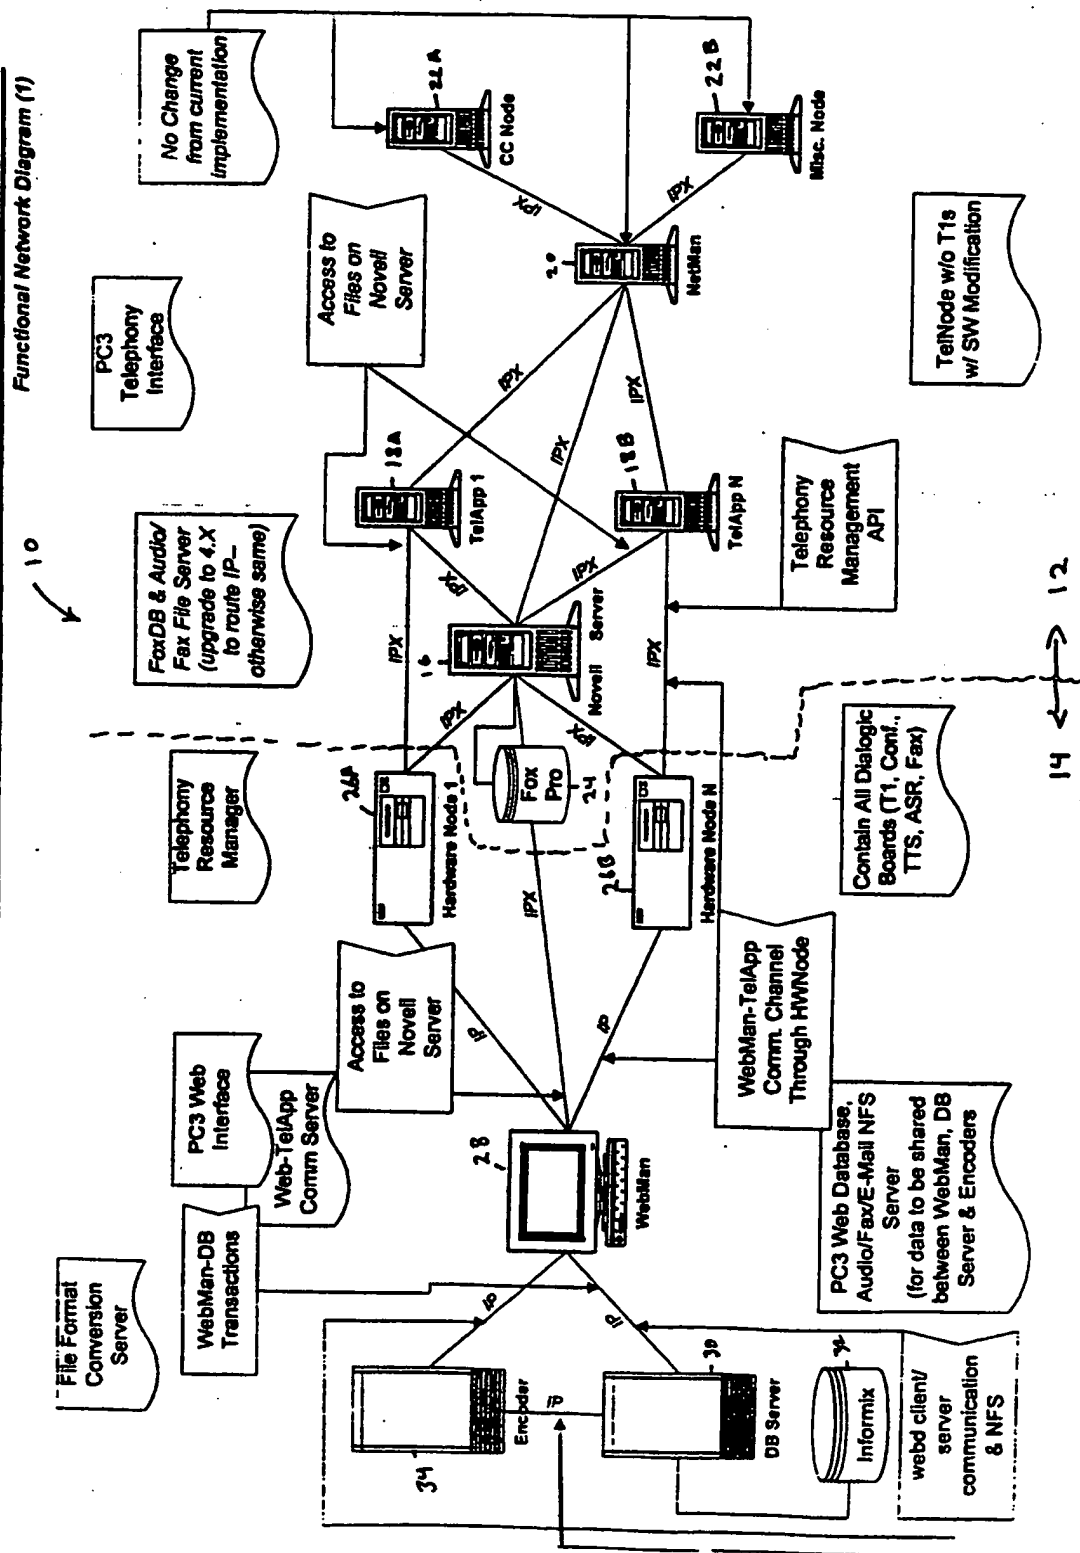 Functional Network Diagram (1)
10
File Format
Conversion
Server
WebMan-DB
Transactions
PC3 Web
Interface
Web-TelApp
Comm Server
Access to
Files on
Novell
Server
Telephony
Resource
Manager
FoxDB & Audio/
Fax File Server
(upgrade to 4.X
to route IP--
otherwise same)
PC3
Telephony
Interface
Access to
Files on
Novell
Server
No Change
from current
implementation
34
Encoder
IP
IP
IP
30
DB Server
32
Informix
webd client/
server
communication
& NFS
28
WebMan
IP
IPX
IP
26A
Hardware Node 1
Fox
Pro
24
26B
Hardware Node N
IPX
IPX
IPX
IPX
16
Novell Server
IPX
IPX
18A
TelApp 1
18B
TelApp N
IPX
IPX
IPX
20
NetMan
IPX
IPX
22A
CC Node
22B
Misc. Node
PC3 Web Database,
Audio/Fax/E-Mail NFS
Server
(for data to be shared
between WebMan, DB
Server & Encoders
WebMan-TelApp
Comm. Channel
Through HWNode
Contain All Dialogic
Boards (T1, Conf.,
TTS, ASR, Fax)
Telephony
Resource
Management
API
TelNode w/o T1s
w/ SW Modification
14
12